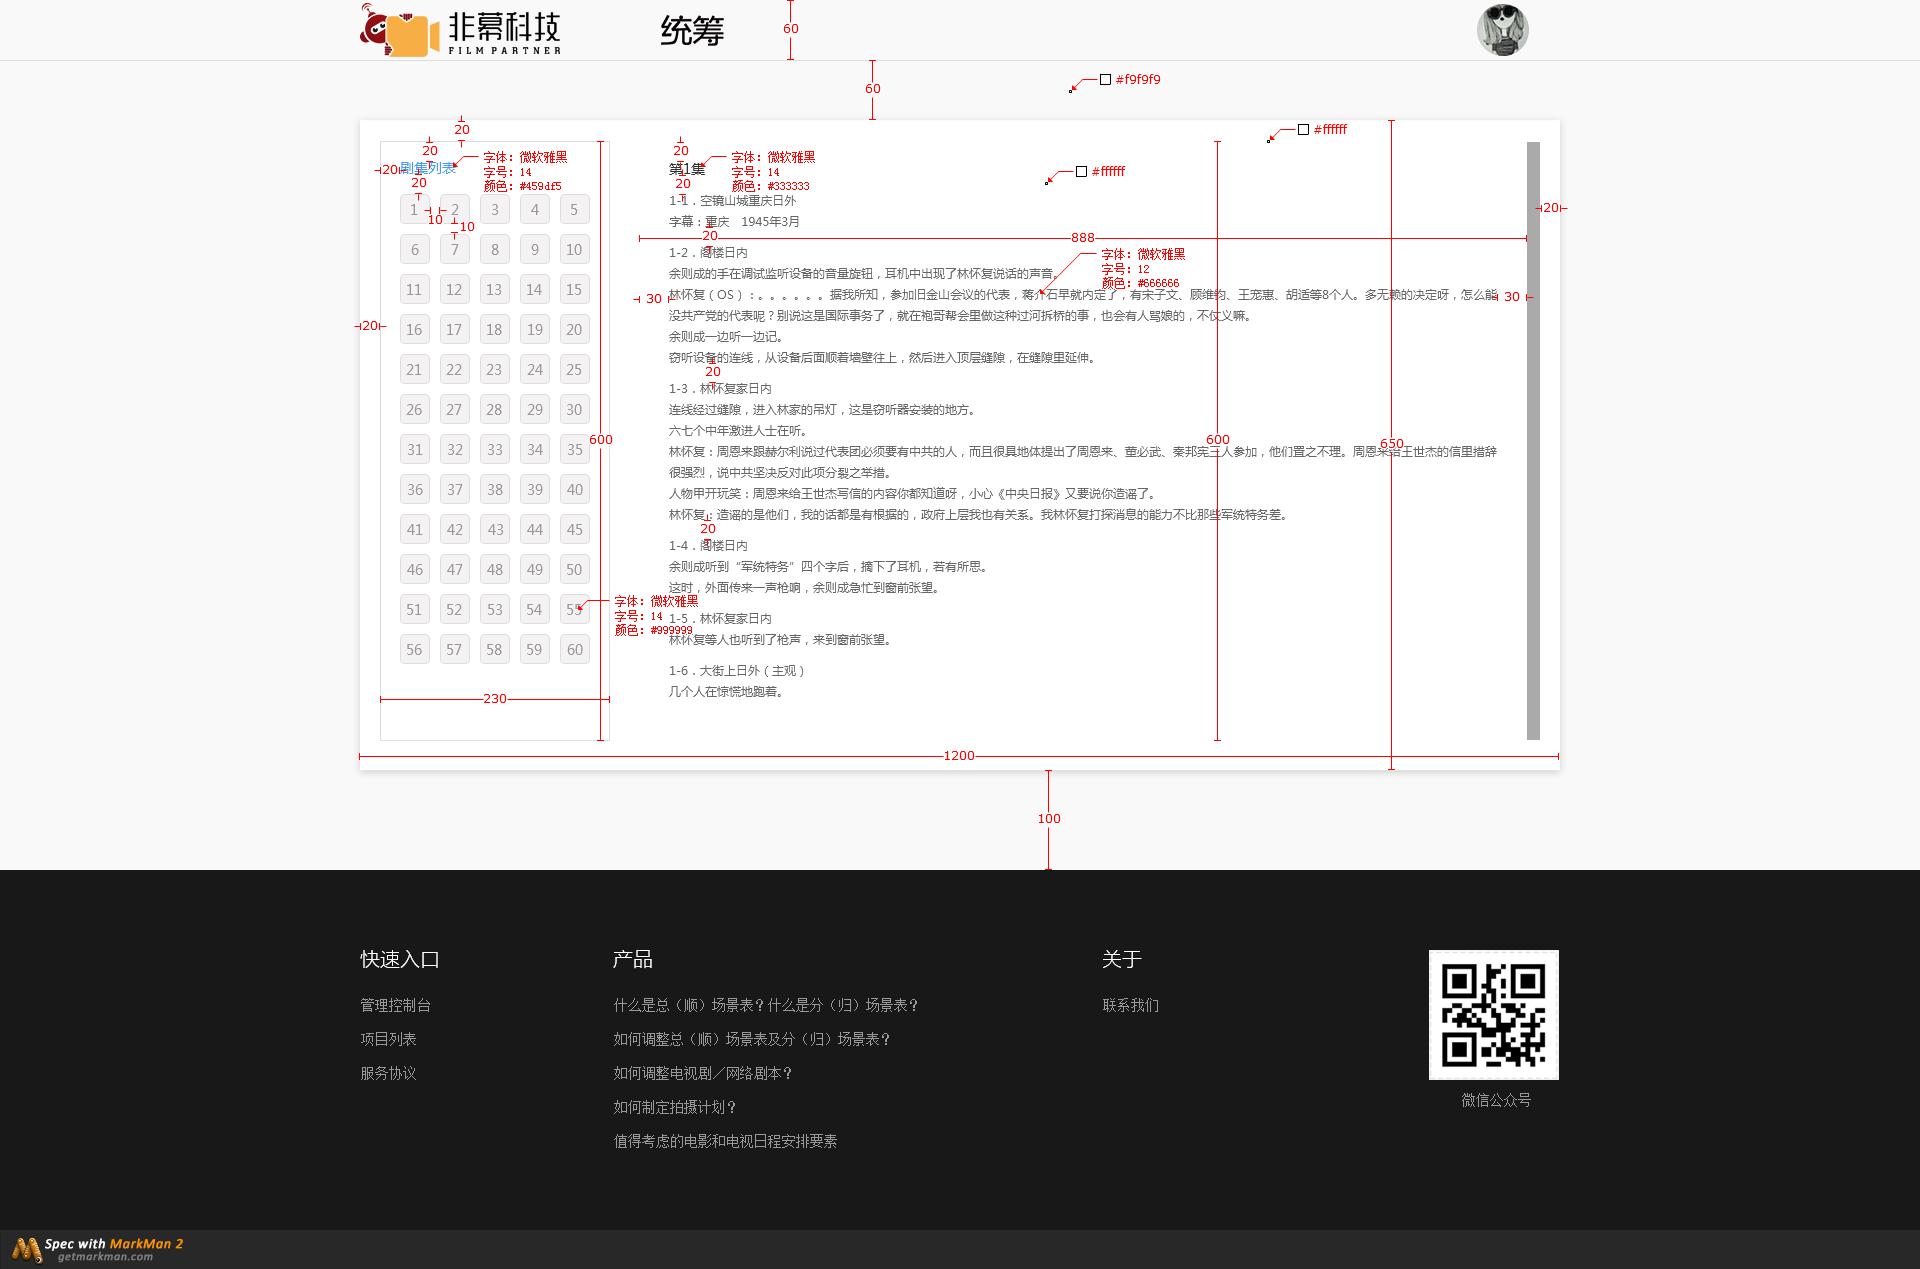 非幕科技
FILM PARTNER
统筹
60
60
#f9f9f9
20
#ffffff
20
字体：微软雅黑
字号：14
颜色：#459df5
20
剧集列表
20
20
字体：微软雅黑
字号：14
颜色：#333333
第1集
20
#ffffff
1 2 3 4 5
10
10
6 7 8 9 10
11 12 13 14 15
16 17 18 19 20
20
21 22 23 24 25
26 27 28 29 30
31 32 33 34 35
600
36 37 38 39 40
41 42 43 44 45
46 47 48 49 50
51 52 53 54 55
字体：微软雅黑
字号：14
颜色：#999999
56 57 58 59 60
230
1-1．空镜山城重庆日外
字幕：重庆　1945年3月
20
888
20
1-2．阁楼日内
字体：微软雅黑
字号：12
颜色：#666666
余则成的手在调试监听设备的音量旋钮，耳机中出现了林怀复说话的声音。
30
林怀复（OS）：。。。。。。据我所知，参加旧金山会议的代表，蒋介石早就内定了，有宋子文、顾维钧、王宠惠、胡适等8个人。多无赖的决定呀，怎么能
30
没共产党的代表呢？别说这是国际事务了，就在袍哥帮会里做这种过河拆桥的事，也会有人骂娘的，不仗义嘛。
余则成一边听一边记。
窃听设备的连线，从设备后面顺着墙壁往上，然后进入顶层缝隙，在缝隙里延伸。
20
1-3．林怀复家日内
连线经过缝隙，进入林家的吊灯，这是窃听器安装的地方。
六七个中年激进人士在听。
600
650
林怀复：周恩来跟赫尔利说过代表团必须要有中共的人，而且很具地体提出了周恩来、董必武、秦邦宪三人参加，他们置之不理。周恩来给王世杰的信里措辞
很强烈，说中共坚决反对此项分裂之举措。
人物甲开玩笑：周恩来给王世杰写信的内容你都知道呀，小心《中央日报》又要说你造谣了。
林怀复：造谣的是他们，我的话都是有根据的，政府上层我也有关系。我林怀复打探消息的能力不比那些军统特务差。
20
1-4．阁楼日内
余则成听到“军统特务”四个字后，摘下了耳机，若有所思。
这时，外面传来一声枪响，余则成急忙到窗前张望。
1-5．林怀复家日内
林怀复等人也听到了枪声，来到窗前张望。
1-6．大街上日外（主观）
几个人在惊慌地跑着。
1200
100
快速入口
管理控制台
项目列表
服务协议
产品
什么是总（顺）场景表？什么是分（归）场景表？
如何调整总（顺）场景表及分（归）场景表？
如何调整电视剧／网络剧本？
如何制定拍摄计划？
值得考虑的电影和电视日程安排要素
关于
联系我们
微信公众号
Spec with MarkMan 2
getmarkman.com